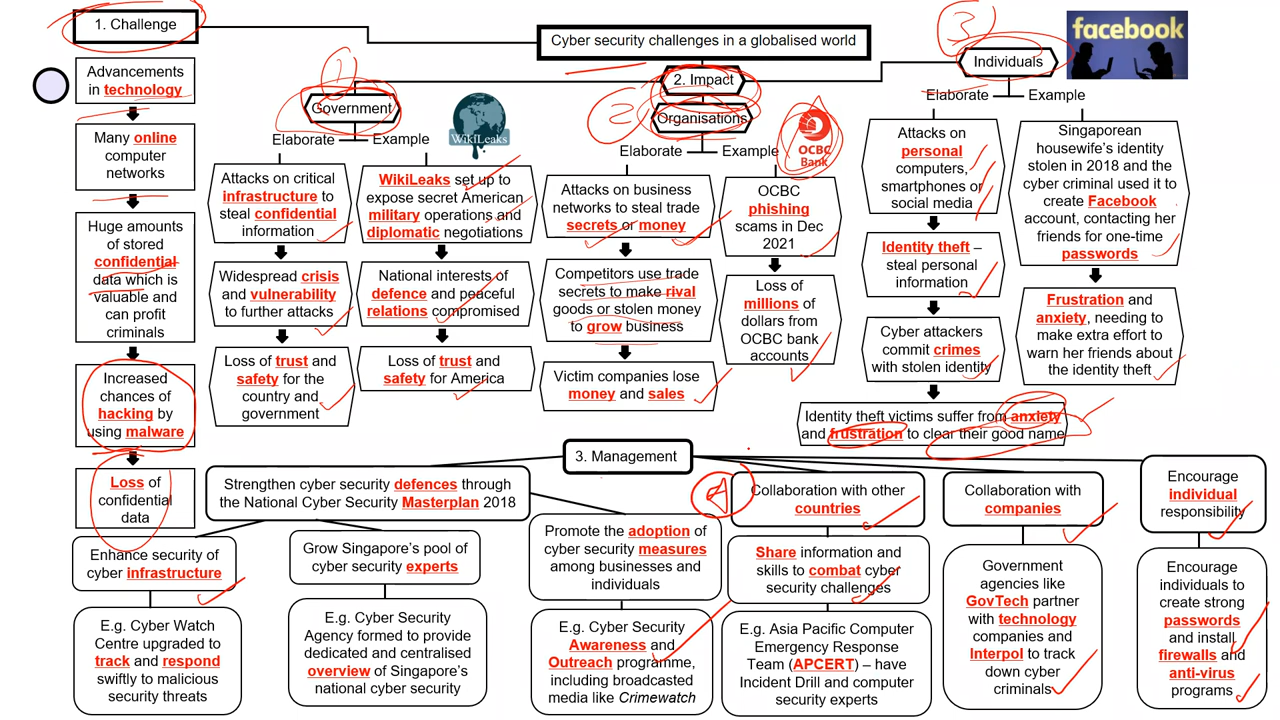 1. Challenge
Cyber security challenges in a globalised world
Advancements
in technology
Many online
computer
networks
Huge amounts
of stored
confidential
data which is
valuable and
can profit
criminals
Increased
chances of
hacking by
using malware
Loss of
confidential
data
2. Impact
1
Government
Elaborate
Example
WikiLeaks
Attacks on critical
infrastructure to
steal confidential
information
Widespread crisis
and vulnerability
to further attacks
Loss of trust and
safety for the
country and
government
WikiLeaks set up to
expose secret American
military operations and
diplomatic negotiations
National interests of
defence and peaceful
relations compromised
Loss of trust and
safety for America
2
Organisations
Elaborate
Example
OCBC
Bank
Attacks on business
networks to steal trade
secrets or money
Competitors use trade
secrets to make rival
goods or stolen money
to grow business
Victim companies lose
money and sales
OCBC
phishing
scams in Dec
2021
Loss of
millions of
dollars from
OCBC bank
accounts
3
Individuals
facebook
Elaborate
Example
Attacks on
personal
computers,
smartphones or
social media
Identity theft –
steal personal
information
Cyber attackers
commit crimes
with stolen identity
Singaporean
housewife's identity
stolen in 2018 and the
cyber criminal used it to
create Facebook
account, contacting her
friends for one-time
passwords
Frustration and
anxiety, needing to
make extra effort to
warn her friends about
the identity theft
Identity theft victims suffer from anxiety
and frustration to clear their good name
3. Management
Strengthen cyber security defences through
the National Cyber Security Masterplan 2018
Enhance security of
cyber infrastructure
E.g. Cyber Watch
Centre upgraded to
track and respond
swiftly to malicious
security threats
Grow Singapore's pool of
cyber security experts
E.g. Cyber Security
Agency formed to provide
dedicated and centralised
overview of Singapore's
national cyber security
Promote the adoption of
cyber security measures
among businesses and
individuals
E.g. Cyber Security
Awareness and
Outreach programme,
including broadcasted
media like Crimewatch
Collaboration with other
countries
Share information and
skills to combat cyber
security challenges
E.g. Asia Pacific Computer
Emergency Response
Team (APCERT) – have
Incident Drill and computer
security experts
Collaboration with
companies
Government
agencies like
GovTech partner
with technology
companies and
Interpol to track
down cyber
criminals
Encourage
individual
responsibility
Encourage
individuals to
create strong
passwords
and install
firewalls and
anti-virus
programs